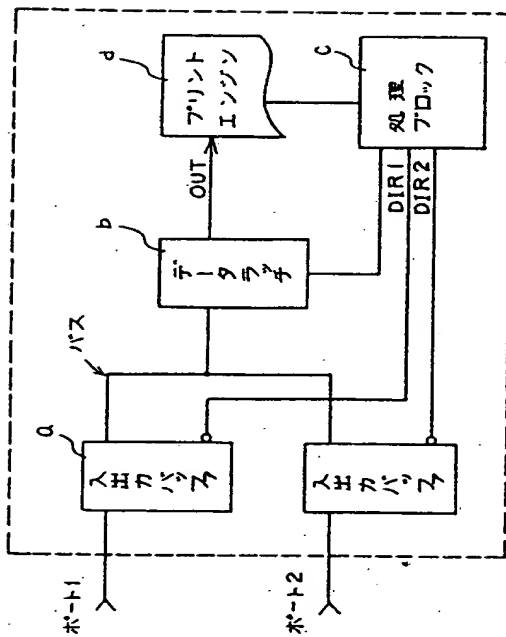 ポート1
ポート2
a
入出力バッファ
入出力バッファ
バス
b
データラッチ
OUT
d
プリント
エンジン
DIR1
DIR2
C
処理
ブロック